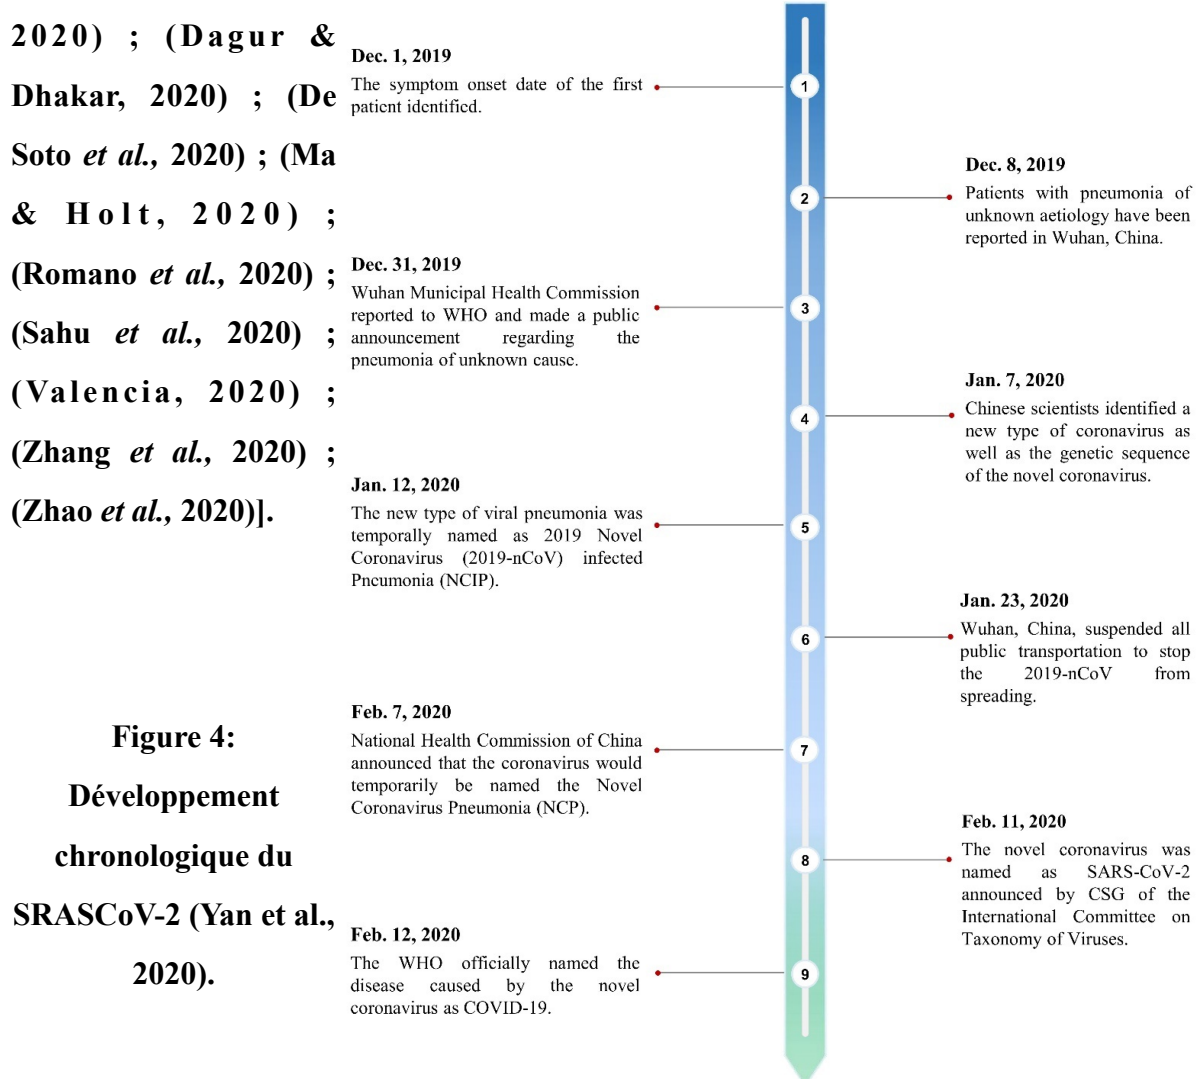 2020) ; (Dagur &
Dhakar, 2020) ; (De
Soto et al., 2020) ; (Ma
& Holt, 2020) ;
(Romano et al., 2020) ;
(Sahu et al., 2020) ;
(Valencia, 2020) ;
(Zhang et al., 2020) ;
(Zhao et al., 2020)].
Figure 4:
Développement
chronologique du
SRASCoV-2 (Yan et al.,
2020).
Dec. 1, 2019
The symptom onset date of the first
patient identified.
1
Dec. 8, 2019
Patients with pneumonia of
unknown aetiology have been
reported in Wuhan, China.
2
Dec. 31, 2019
Wuhan Municipal Health Commission
reported to WHO and made a public
announcement regarding the
pneumonia of unknown cause.
3
Jan. 7, 2020
Chinese scientists identified a
new type of coronavirus as
well as the genetic sequence
of the novel coronavirus.
4
Jan. 12, 2020
The new type of viral pneumonia was
temporally named as 2019 Novel
Coronavirus (2019-nCoV) infected
Pneumonia (NCIP).
5
Jan. 23, 2020
Wuhan, China, suspended all
public transportation to stop
the 2019-nCoV from
spreading.
6
Feb. 7, 2020
National Health Commission of China
announced that the coronavirus would
temporarily be named the Novel
Coronavirus Pneumonia (NCP).
7
Feb. 11, 2020
The novel coronavirus was
named as SARS-CoV-2
announced by CSG of the
International Committee on
Taxonomy of Viruses.
8
Feb. 12, 2020
The WHO officially named the
disease caused by the novel
coronavirus as COVID-19.
9